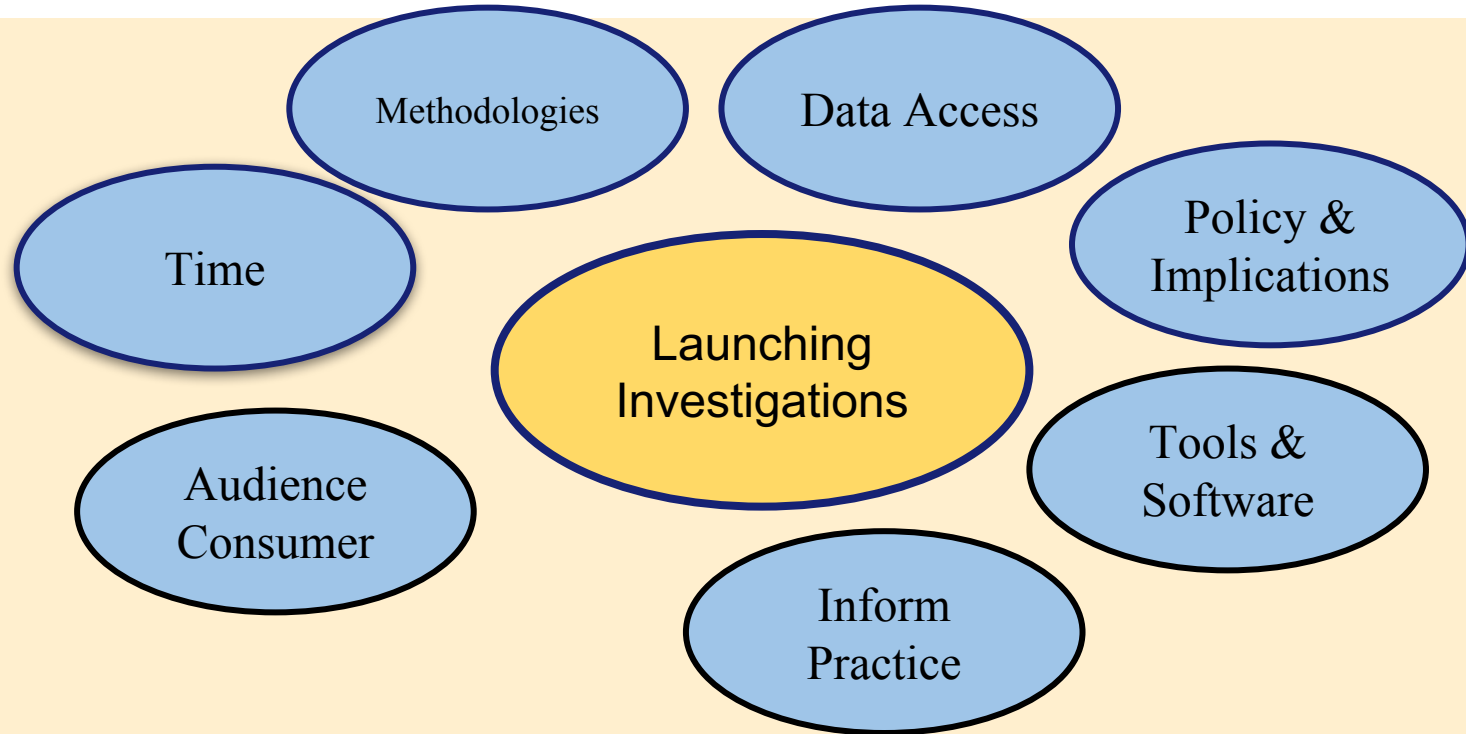 Methodologies
Data Access
Policy &
Implications
Time
Launching
Investigations
Tools &
Software
Audience
Consumer
Inform
Practice